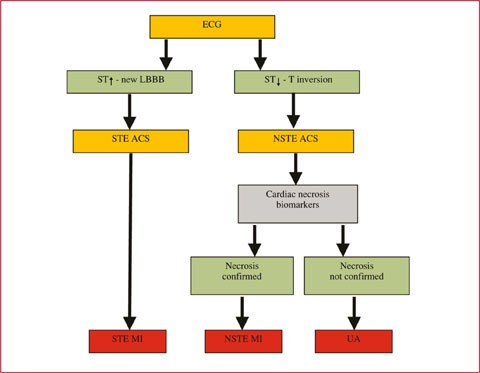 ECG
ST↑ - new LBBB
ST↓ - T inversion
STE ACS
NSTE ACS
Cardiac necrosis
biomarkers
Necrosis
confirmed
Necrosis
not confirmed
STE MI
NSTE MI
UA